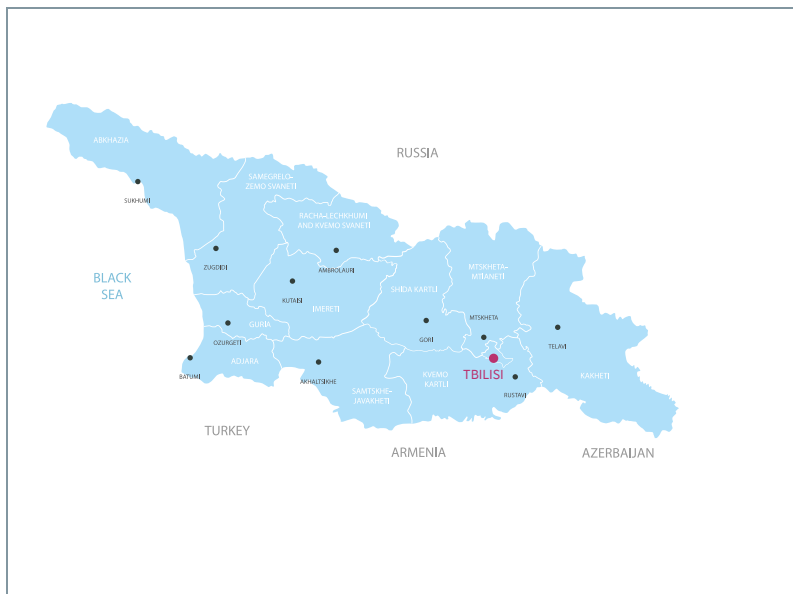 ABKHAZIA
RUSSIA
SAMEGRELO-
ZEMO SVANETI
SUKHUMI
RACHA-LECHKHUMI
AND KVEMO SVANETI
ZUGDIDI
AMBROLAURI
MTSKHETA-
MTIANETI
BLACK
SEA
SHIDA KARTLI
KUTAISI
IMERETI
MTSKHETA
GURIA
OZURGETI
GORI
TELAVI
ADJARA
BATUMI
AKHALTSIKHE
KVEMO
KARTLI
TBILISI
KAKHETI
SAMTSKHE-
JAVAKHETI
RUSTAVI
TURKEY
ARMENIA
AZERBAIJAN